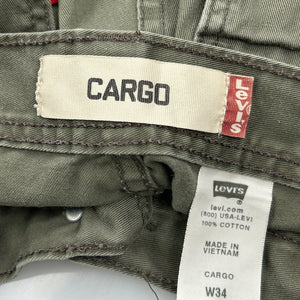 CARGO
Levi's
LEVI'S
levi.com
(800) USA-LEVI
100% COTTON
MADE IN
VIETNAM
CARGO
W34